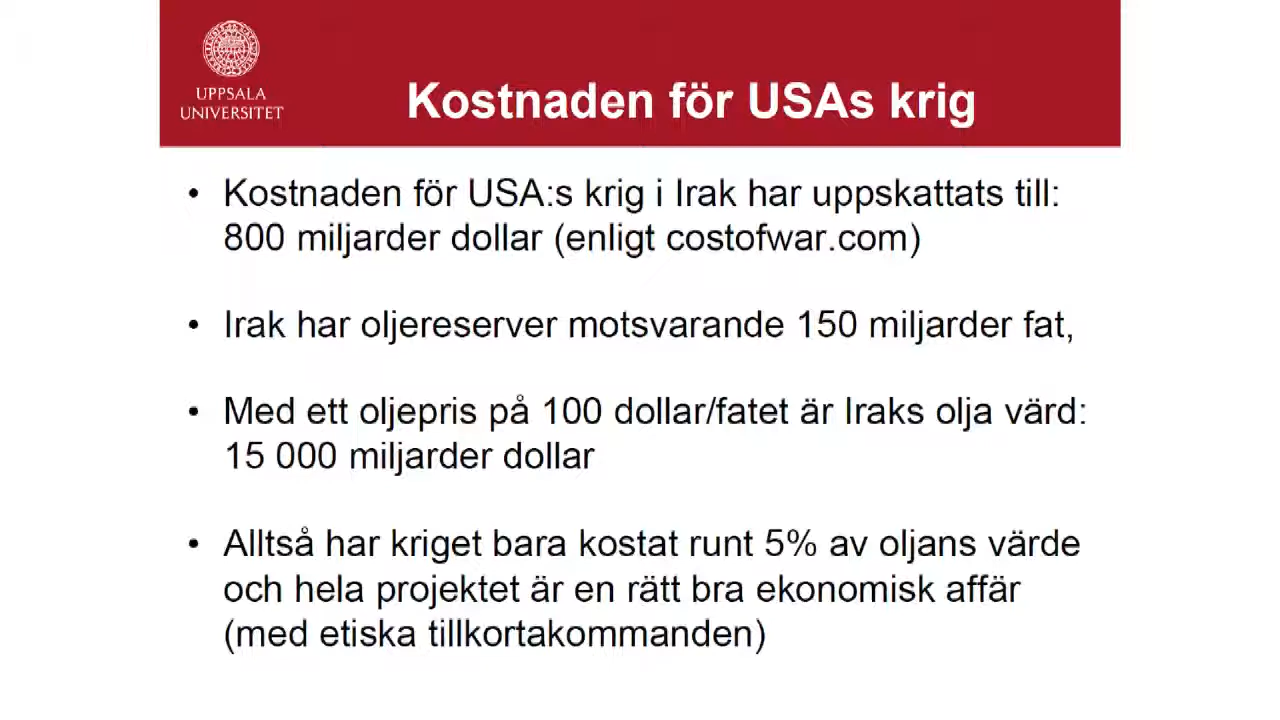 UPPSALA
UNIVERSITET
Kostnaden för USAs krig
• Kostnaden för USA:s krig i Irak har uppskattats till:
800 miljarder dollar (enligt costofwar.com)
• Irak har oljereserver motsvarande 150 miljarder fat,
• Med ett oljepris på 100 dollar/fatet är Iraks olja värd:
15 000 miljarder dollar
• Alltså har kriget bara kostat runt 5% av oljans värde
och hela projektet är en rätt bra ekonomisk affär
(med etiska tillkortakommanden)